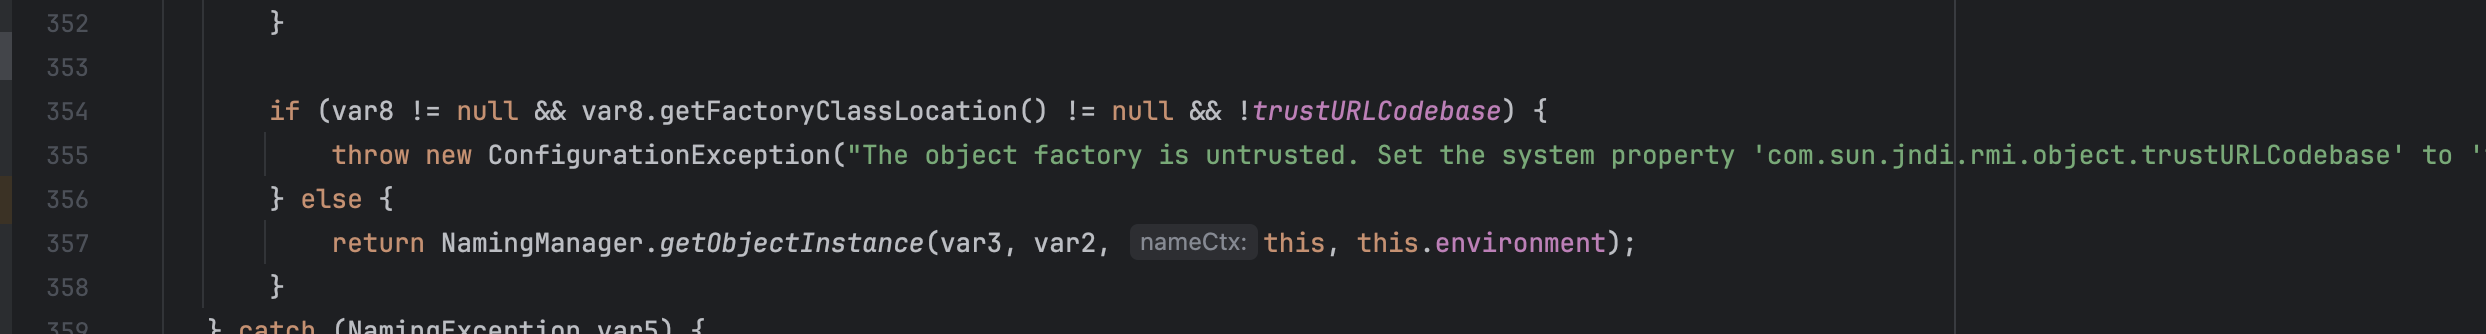 352 }
353
354 if (var8 != null && var8.getFactoryClassLocation() != null && !trustURLCodebase) {
355 throw new ConfigurationException("The object factory is untrusted. Set the system property 'com.sun.jndi.rmi.object.trustURLCodebase' to '
356 } else {
357 return NamingManager.getObjectInstance(var3, var2, nameCtx: this, this.environment);
358 }
359 } catch (NamingException var5) {